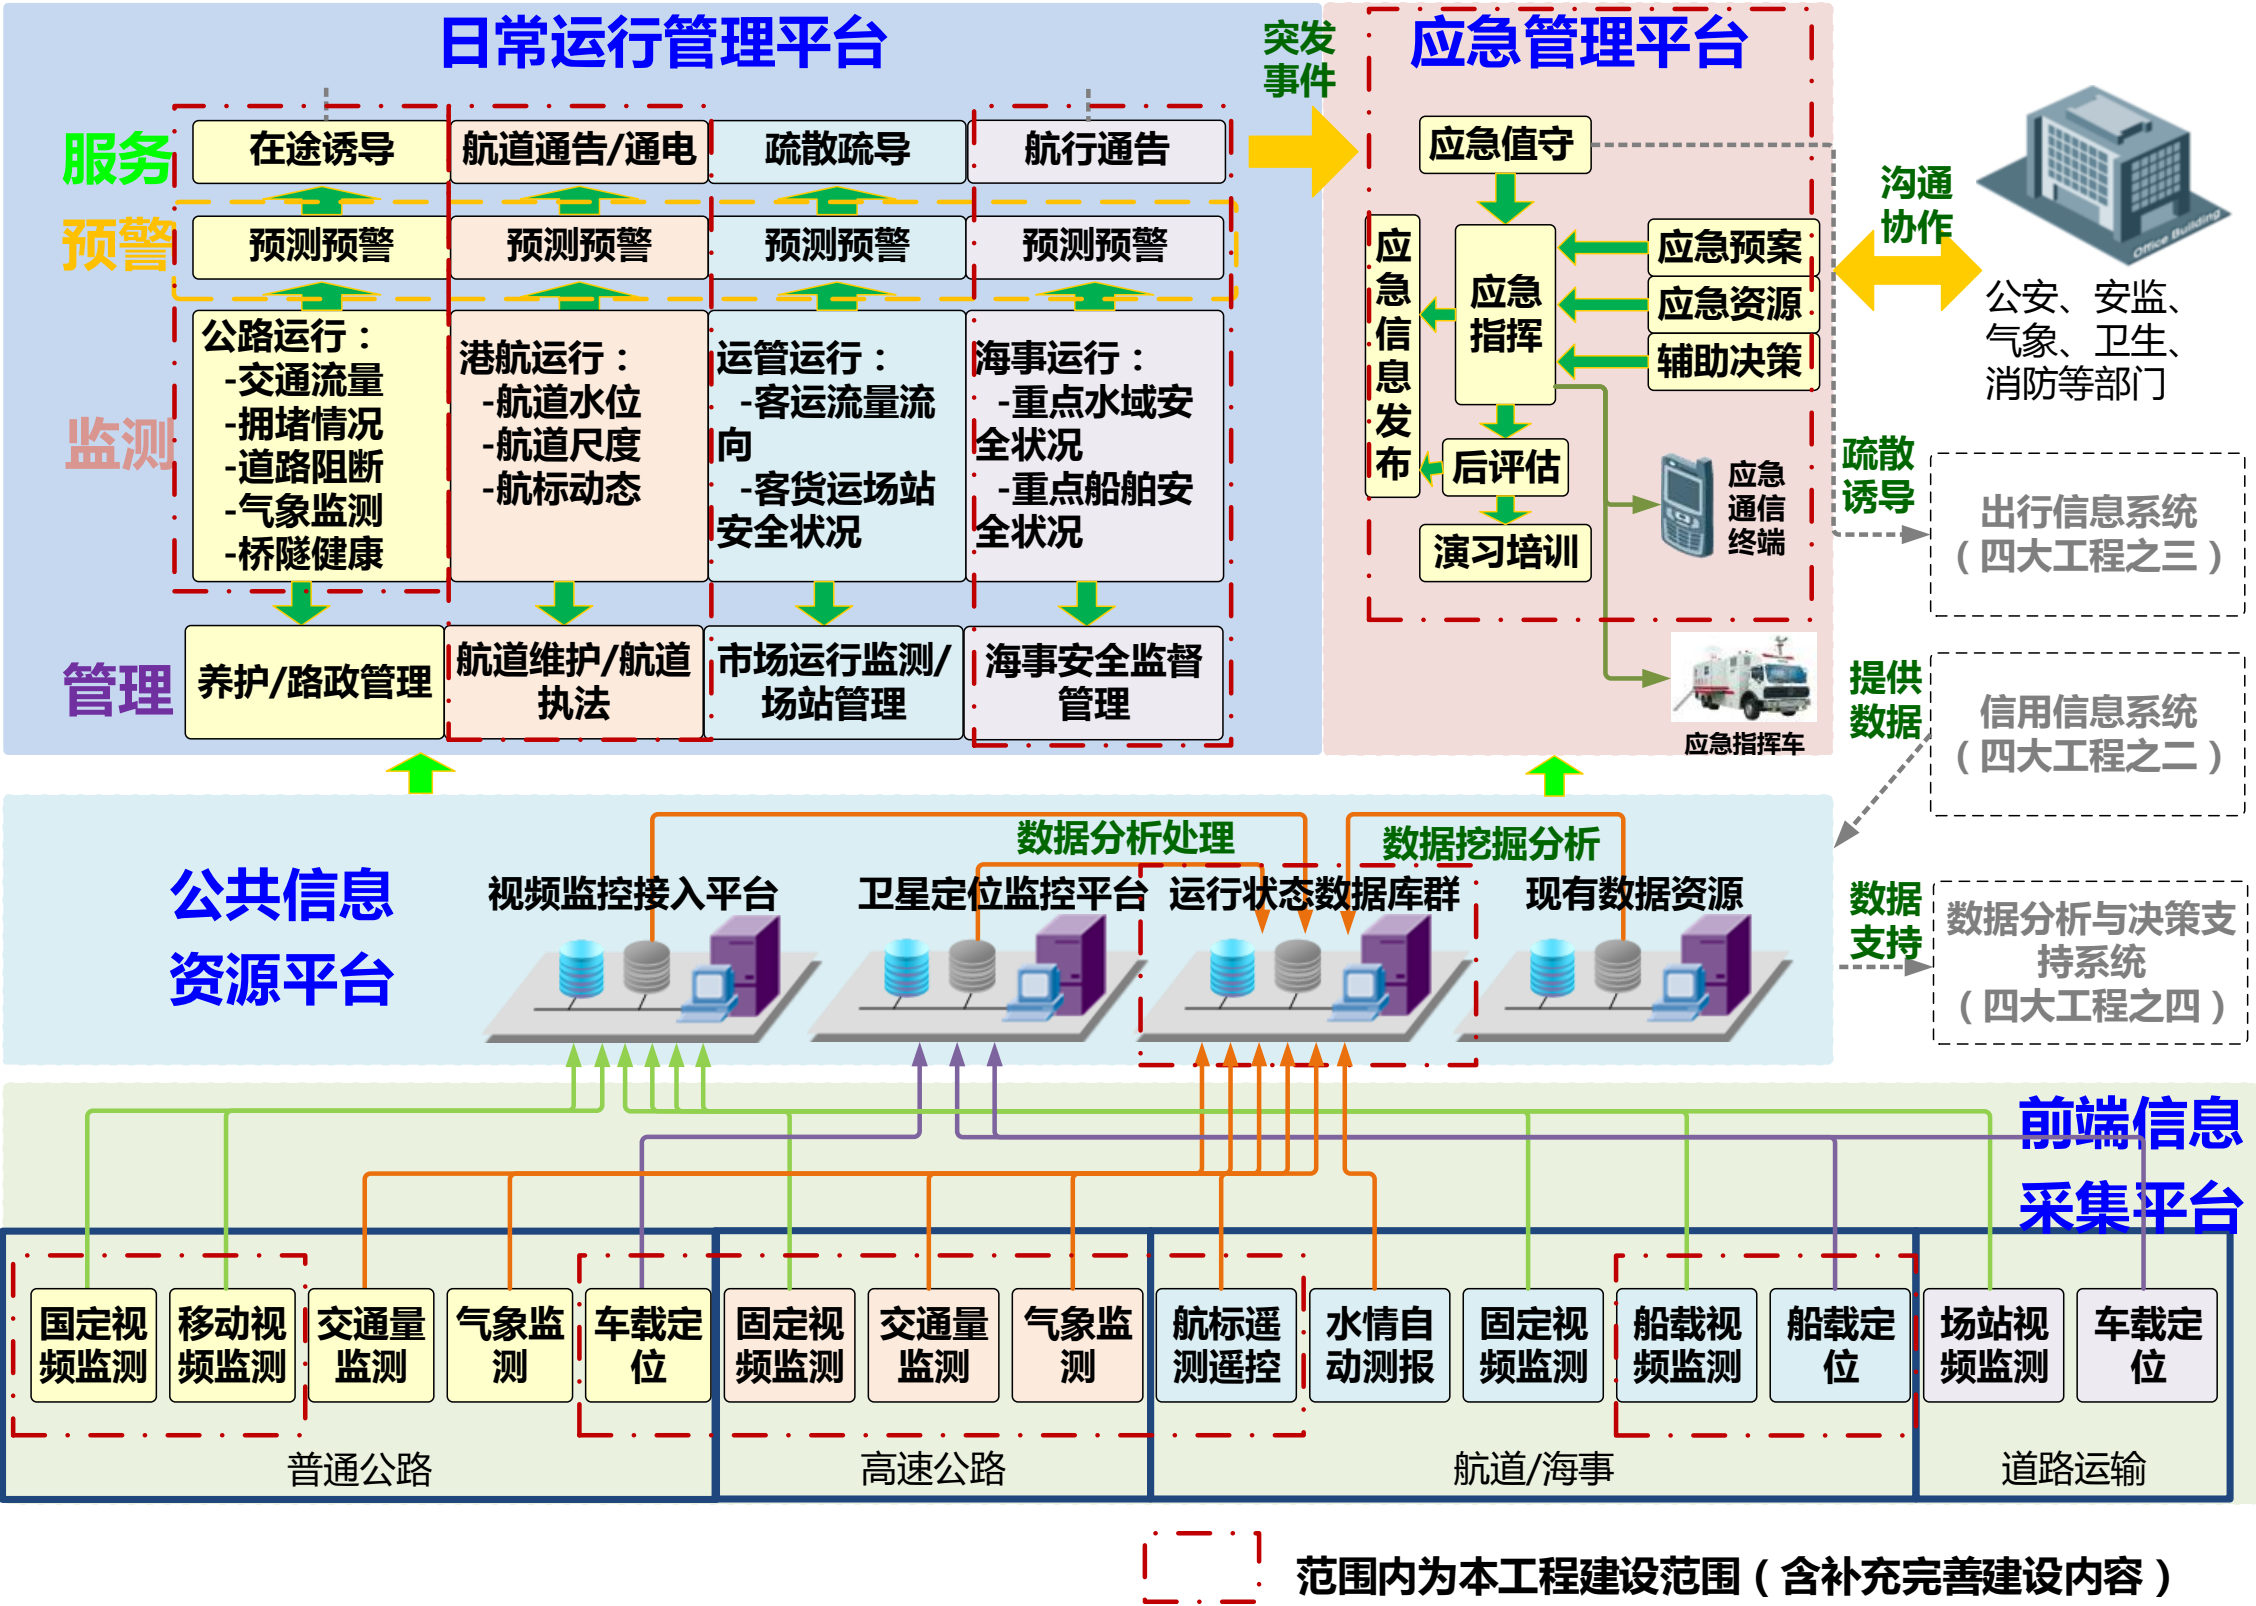 日常运行管理平台
突发
事件
应急管理平台
服务
在途诱导
航道通告/通电
疏散疏导
航行通告
预警
预测预警
预测预警
预测预警
预测预警
监测
公路运行：
-交通流量
-拥堵情况
-道路阻断
-气象监测
-桥隧健康
港航运行：
-航道水位
-航道尺度
-航标动态
运管运行：
-客运流量流
向
-客货运场站
安全状况
海事运行：
-重点水域安
全状况
-重点船舶安
全状况
管理
养护/路政管理
航道维护/航道
执法
市场运行监测/
场站管理
海事安全监督
管理
应急值守
应
急
信
息
发
布
应急
指挥
应急预案
应急资源
辅助决策
后评估
演习培训
应急
通信
终端
应急指挥车
沟通
协作
Office Building
公安、安监、
气象、卫生、
消防等部门
疏散
诱导
出行信息系统
（四大工程之三）
提供
数据
信用信息系统
（四大工程之二）
数据
支持
数据分析与决策支
持系统
（四大工程之四）
公共信息
资源平台
数据分析处理
数据挖掘分析
视频监控接入平台
卫星定位监控平台
运行状态数据库群
现有数据资源
前端信息
采集平台
国定视
频监测
移动视
频监测
交通量
监测
气象监
测
车载定
位
固定视
频监测
交通量
监测
气象监
测
航标遥
测遥控
水情自
动测报
固定视
频监测
船载视
频监测
船载定
位
场站视
频监测
车载定
位
普通公路
高速公路
航道/海事
道路运输
范围内为本工程建设范围（含补充完善建设内容）